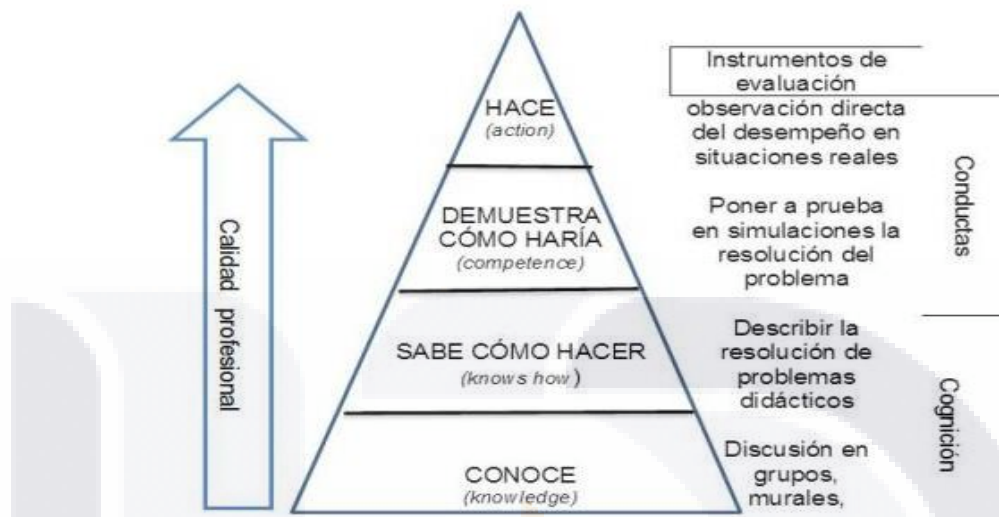 Instrumentos de
evaluación
HACE
(action)
observación directa
del desempeño en
situaciones reales
DEMUESTRA
CÓMO HARÍA
(competence)
Poner a prueba
en simulaciones la
resolución del
problema
Conductas
SABE CÓMO HACER
(knows how)
Describir la
resolución de
problemas
didácticos
CONOCE
(knowledge)
Discusión en
grupos,
murales,
Cognición
Calidad profesional